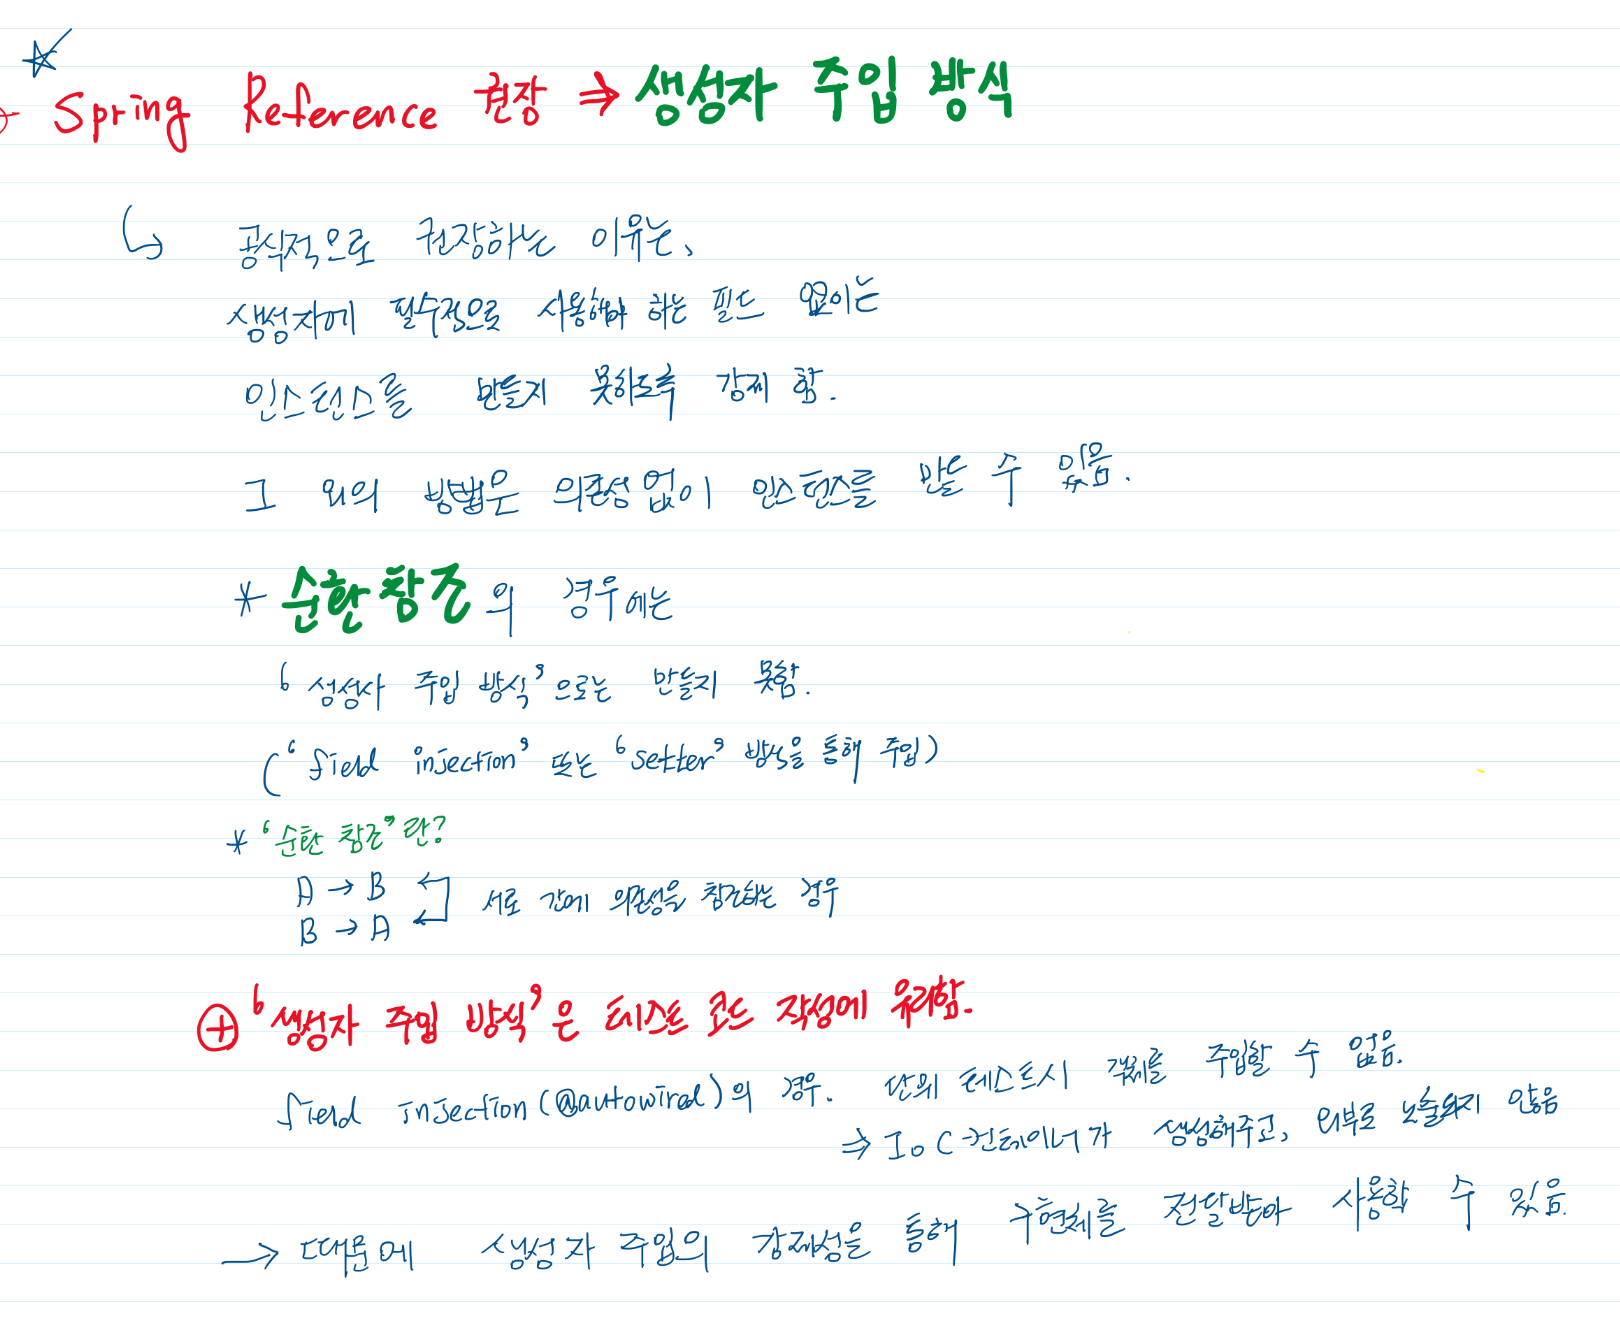 Spring Reference 권장 ⇒ 생성자 주입 방식
↳ 공식적으로 권장하는 이유는,
생성자에 필수적으로 사용해야 하는 필드 없이는
인스턴스를 만들지 못하도록 강제 함.
그 외의 방법은 의존성 없이 인스턴스를 만들 수 있음.
* 순환참조의 경우에는
'생성자 주입 방식'으로는 만들지 못함.
('field injection' 또는 'setter' 방식을 통해 주입)
* '순환 참조'란?
A → B
B → A 서로 간에 의존성을 참조하는 경우
⊕ '생성자 주입 방식'은 테스트 코드 작성에 유리함.
field injection(@autowired)의 경우. 단위 테스트시 객체를 주입할 수 없음.
⇒ IoC 컨테이너가 생성해주고, 외부로 노출되지 않음
→ 때문에 생성자 주입의 강제성을 통해 구현체를 전달받아 사용할 수 있음.